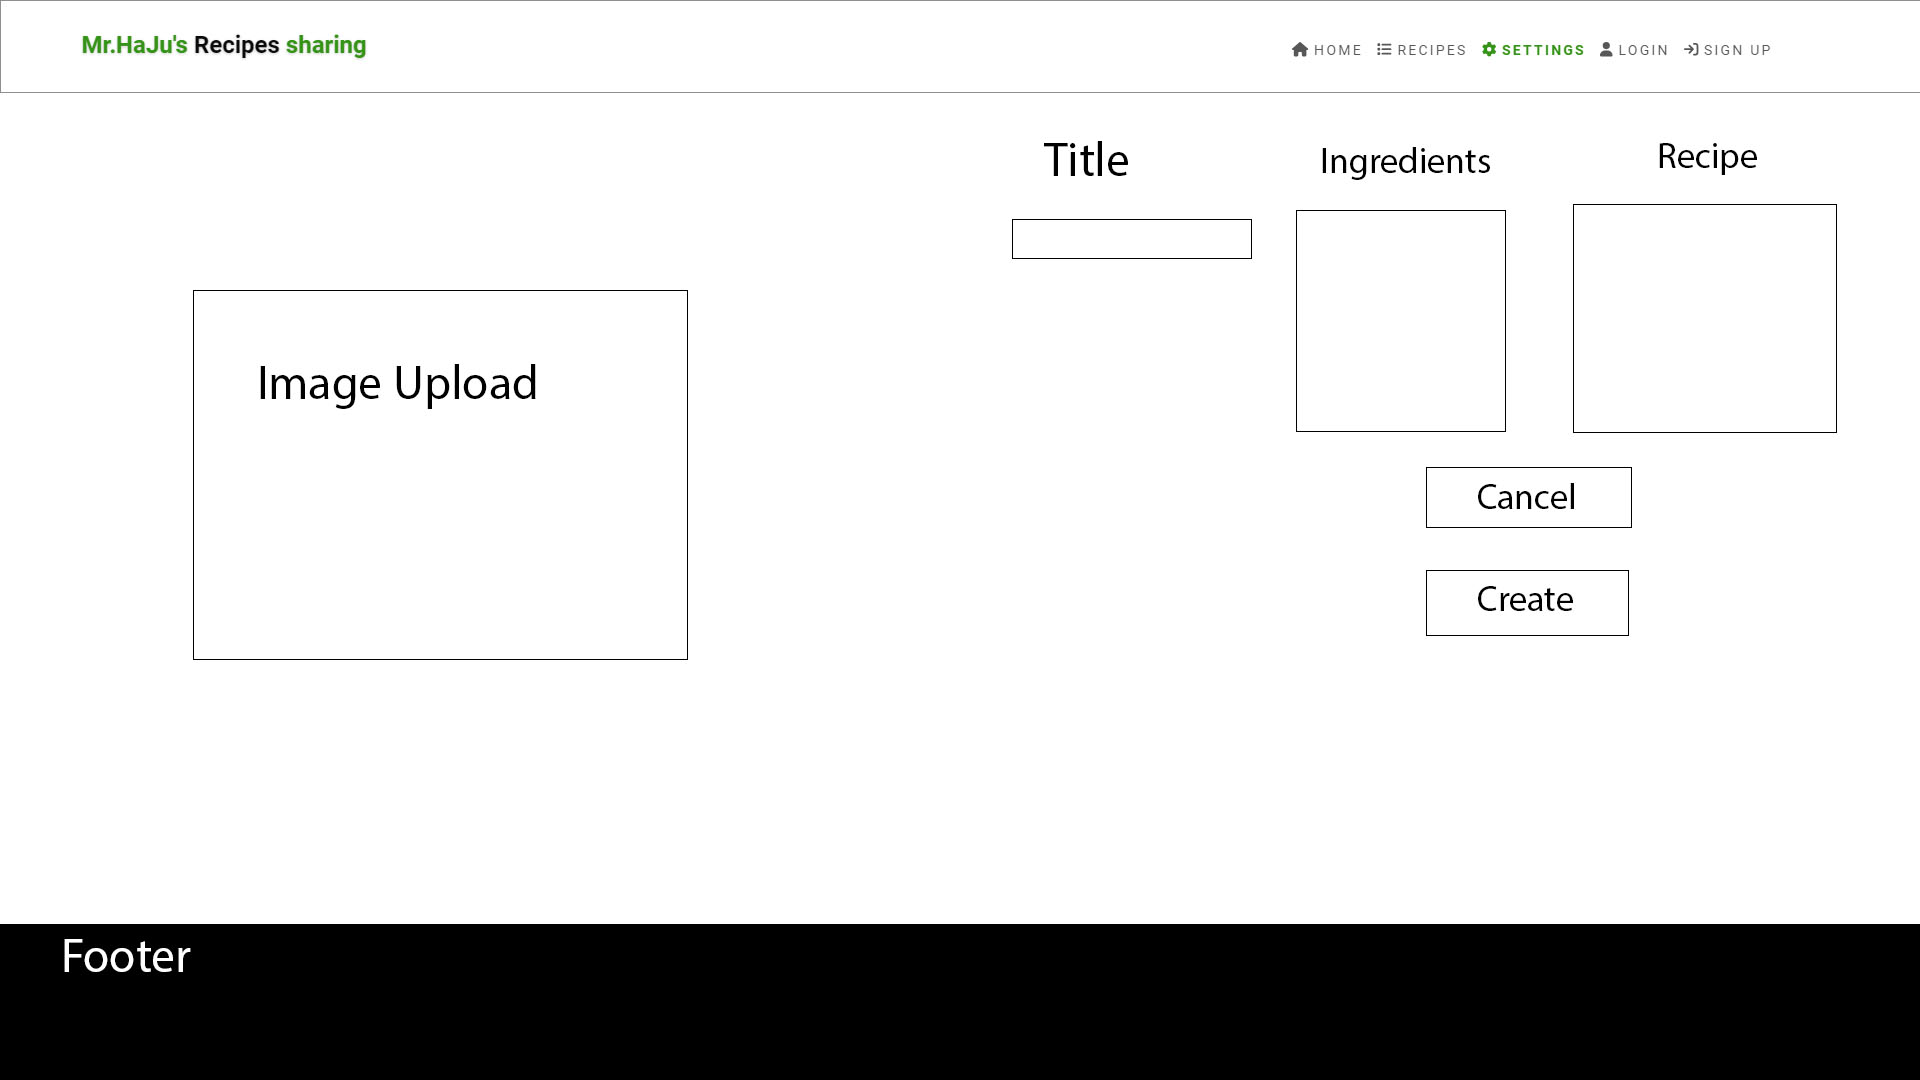 Mr.HaJu's Recipes sharing
HOME RECIPES SETTINGS LOGIN SIGN UP
Title
Ingredients
Recipe
Image Upload
Cancel
Create
Footer